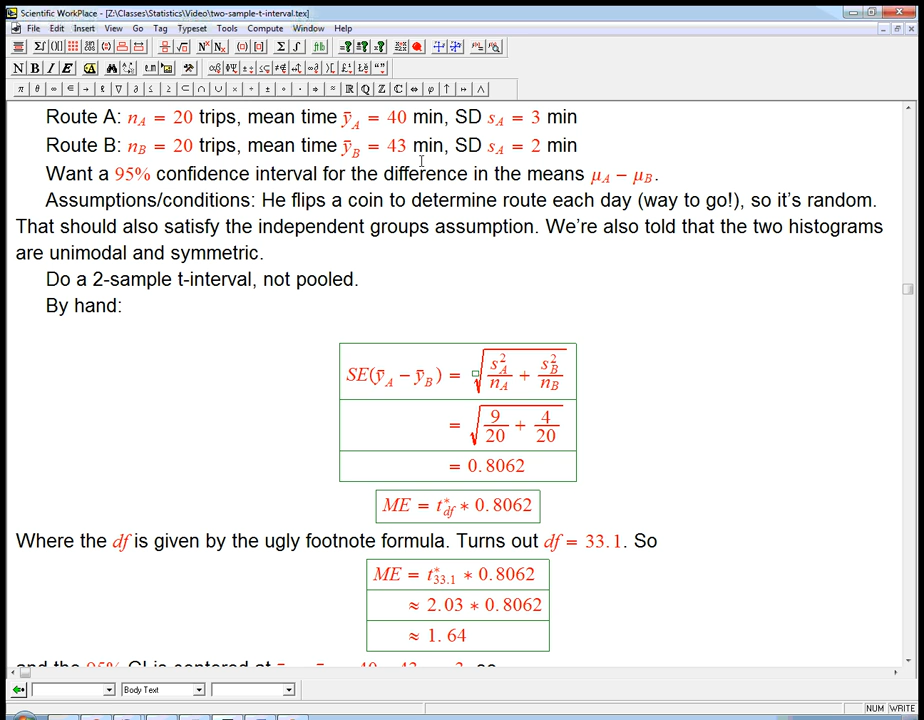 Scientific WorkPlace - [Z:\Classes\Statistics\Video\two-sample-t-interval.tex]
File Edit Insert View Go Tag Typeset Tools Compute Window Help
Route A: n_A = 20 trips, mean time ȳ_A = 40 min, SD s_A = 3 min
Route B: n_B = 20 trips, mean time ȳ_B = 43 min, SD s_A = 2 min
Want a 95% confidence interval for the difference in the means μ_A − μ_B.
Assumptions/conditions: He flips a coin to determine route each day (way to go!), so it's random.
That should also satisfy the independent groups assumption. We're also told that the two histograms
are unimodal and symmetric.
Do a 2-sample t-interval, not pooled.
By hand:
SE(ȳ_A − ȳ_B) = √(s_A^2/n_A + s_B^2/n_B)
= √(9/20 + 4/20)
= 0.8062
ME = t*_df * 0.8062
Where the df is given by the ugly footnote formula. Turns out df = 33.1. So
ME = t*_33.1 * 0.8062
≈ 2.03 * 0.8062
≈ 1.64
Body Text
NUM WRITE